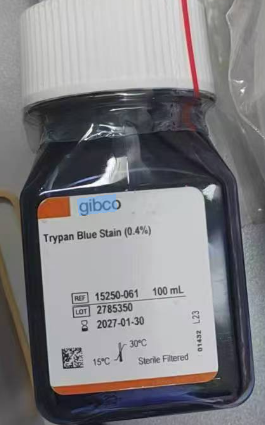 gibco
Trypan Blue Stain (0.4%)
REF 15250-061 100 mL
LOT 2785350
2027-01-30
15°C 30°C
Sterile Filtered
01432 L23